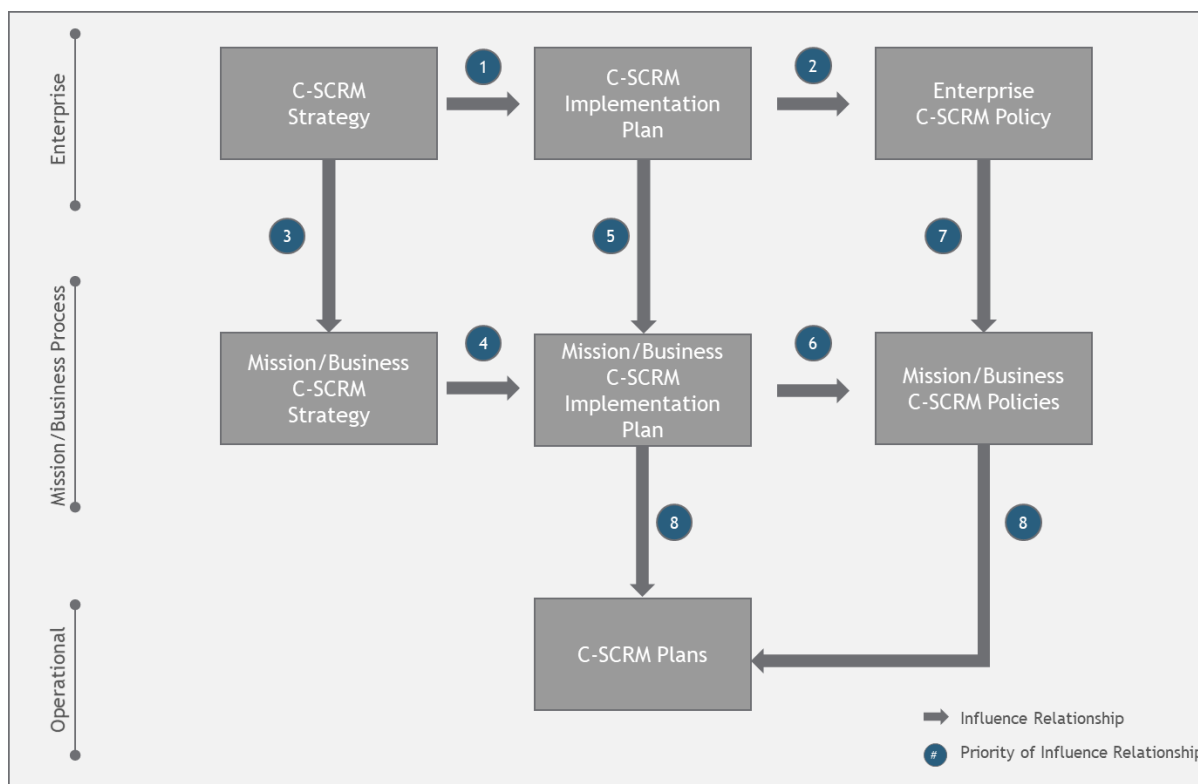 Enterprise
C-SCRM
Strategy
1
C-SCRM
Implementation
Plan
2
Enterprise
C-SCRM Policy
3
5
7
Mission/Business Process
Mission/Business
C-SCRM
Strategy
4
Mission/Business
C-SCRM
Implementation
Plan
6
Mission/Business
C-SCRM Policies
8
8
Operational
C-SCRM Plans
Influence Relationship
# Priority of Influence Relationship